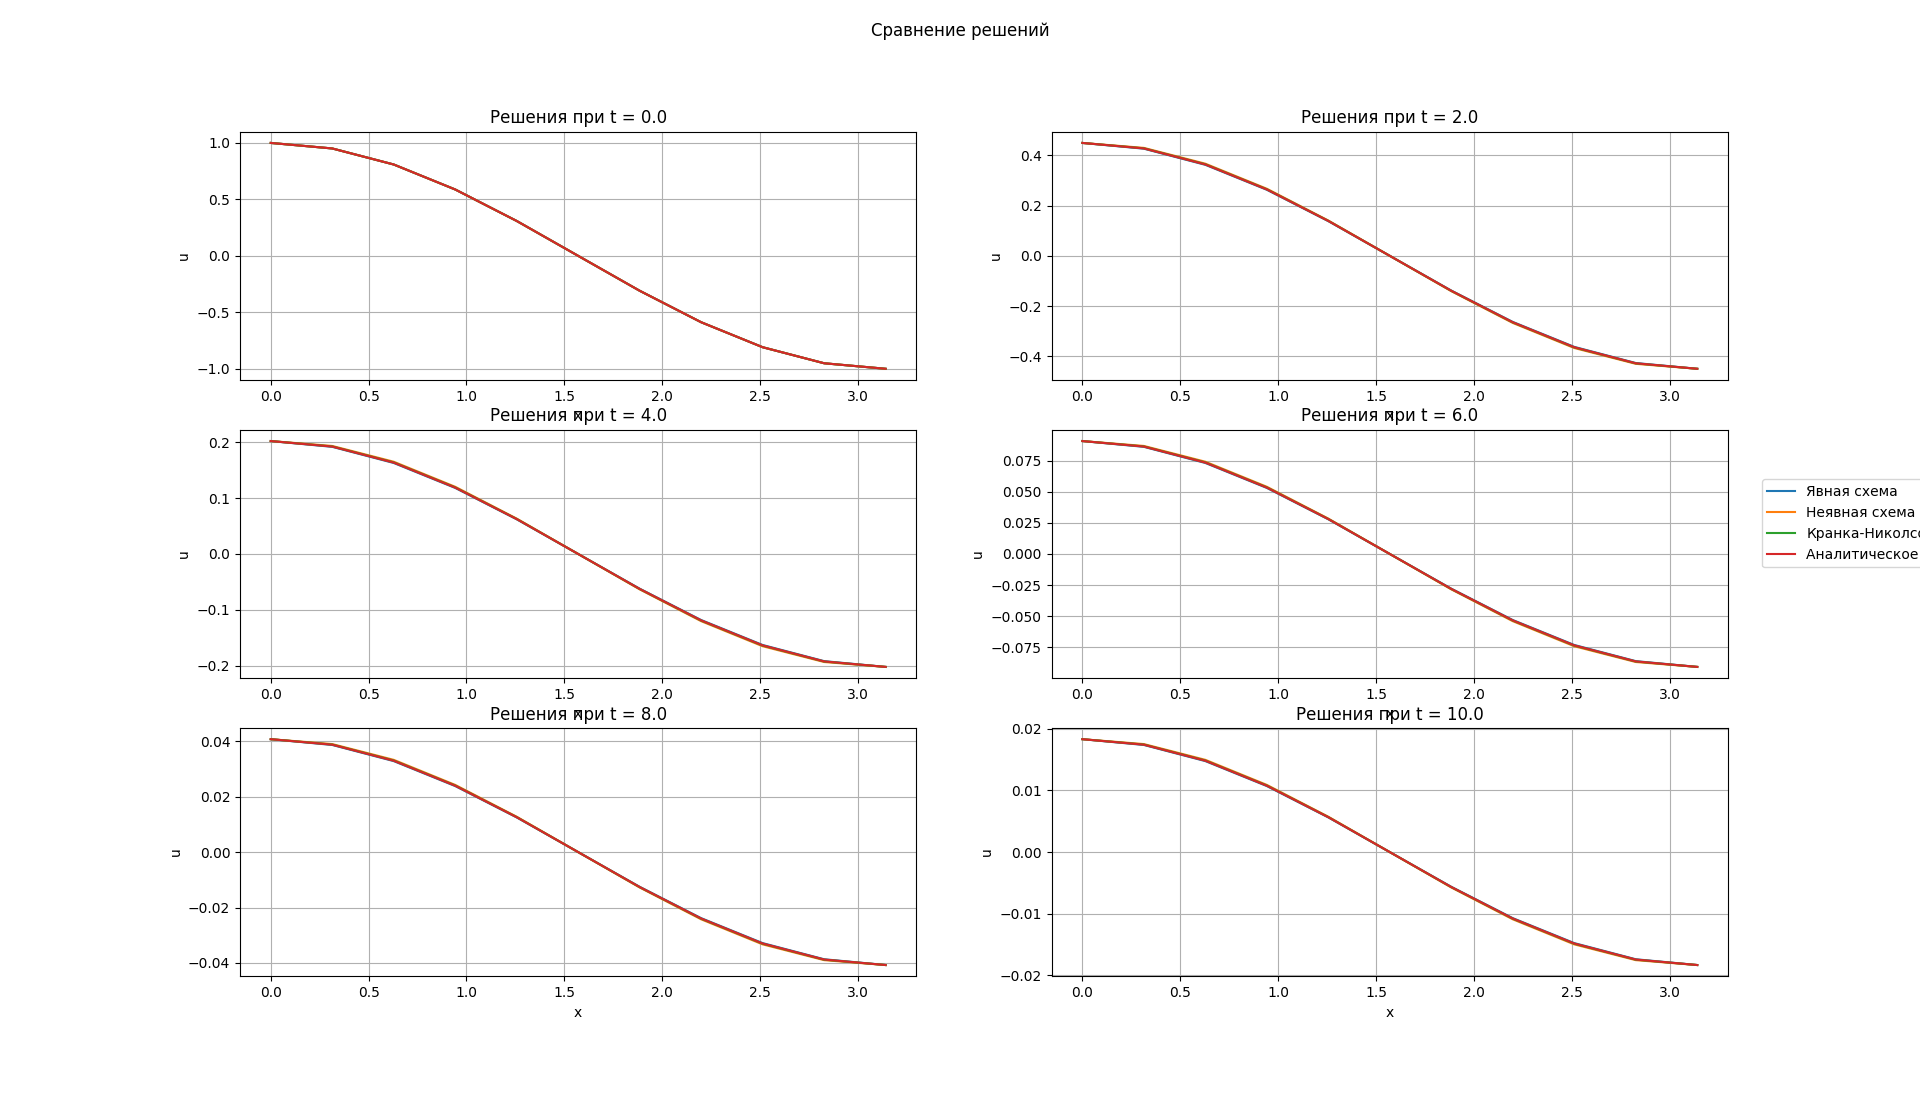 Сравнение решений
Решения при t = 0.0
1.0
0.5
0.0
−0.5
−1.0
u
0.0 0.5 1.0 1.5 2.0 2.5 3.0
x
Решения при t = 2.0
0.4
0.2
0.0
−0.2
−0.4
u
0.0 0.5 1.0 1.5 2.0 2.5 3.0
x
Решения при t = 4.0
0.2
0.1
0.0
−0.1
−0.2
u
0.0 0.5 1.0 1.5 2.0 2.5 3.0
x
Решения при t = 6.0
0.075
0.050
0.025
0.000
−0.025
−0.050
−0.075
u
0.0 0.5 1.0 1.5 2.0 2.5 3.0
x
Явная схема
Неявная схема
Кранка-Николсо
Аналитическое
Решения при t = 8.0
0.04
0.02
0.00
−0.02
−0.04
u
0.0 0.5 1.0 1.5 2.0 2.5 3.0
x
Решения при t = 10.0
0.02
0.01
0.00
−0.01
−0.02
u
0.0 0.5 1.0 1.5 2.0 2.5 3.0
x